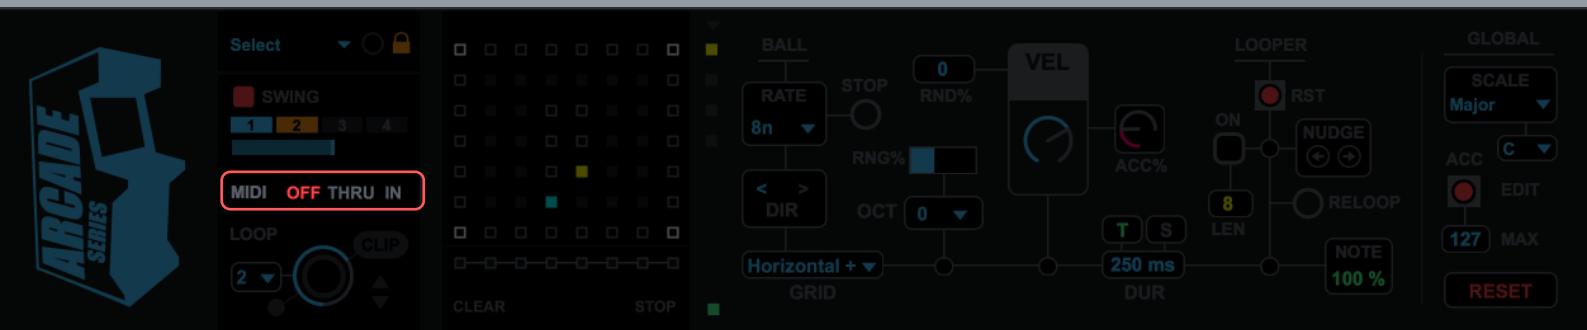 ARCADE
SERIES
Select
SWING
1 2 3 4
MIDI OFF THRU IN
LOOP
CLIP
2
CLEAR STOP
BALL
RATE
8n
STOP
< >
DIR
Horizontal +
GRID
0
RND%
RNG%
OCT 0
VEL
ACC%
T S
250 ms
DUR
LOOPER
RST
ON
NUDGE
8
LEN
RELOOP
NOTE
100 %
GLOBAL
SCALE
Major
C
ACC
EDIT
127 MAX
RESET